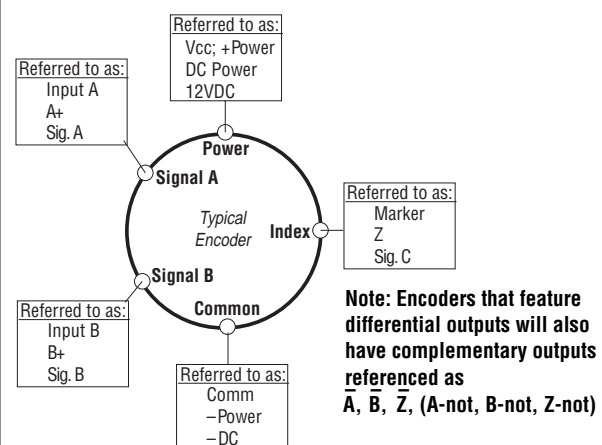 Referred to as:
Vcc; +Power
DC Power
12VDC
Referred to as:
Input A
A+
Sig. A
Power
Signal A
Typical
Encoder
Index
Referred to as:
Marker
Z
Sig. C
Signal B
Common
Referred to as:
Input B
B+
Sig. B
Referred to as:
Comm
–Power
–DC
Note: Encoders that feature
differential outputs will also
have complementary outputs
referenced as
A̅, B̅, Z̅, (A-not, B-not, Z-not)